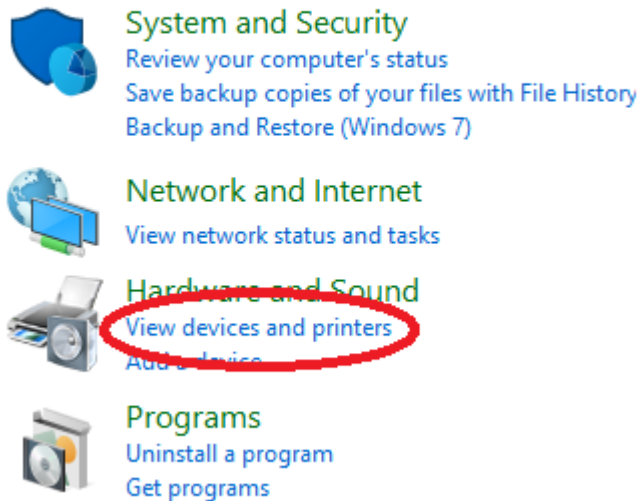 System and Security
Review your computer's status
Save backup copies of your files with File History
Backup and Restore (Windows 7)
Network and Internet
View network status and tasks
Hardware and Sound
View devices and printers
Add a device
Programs
Uninstall a program
Get programs